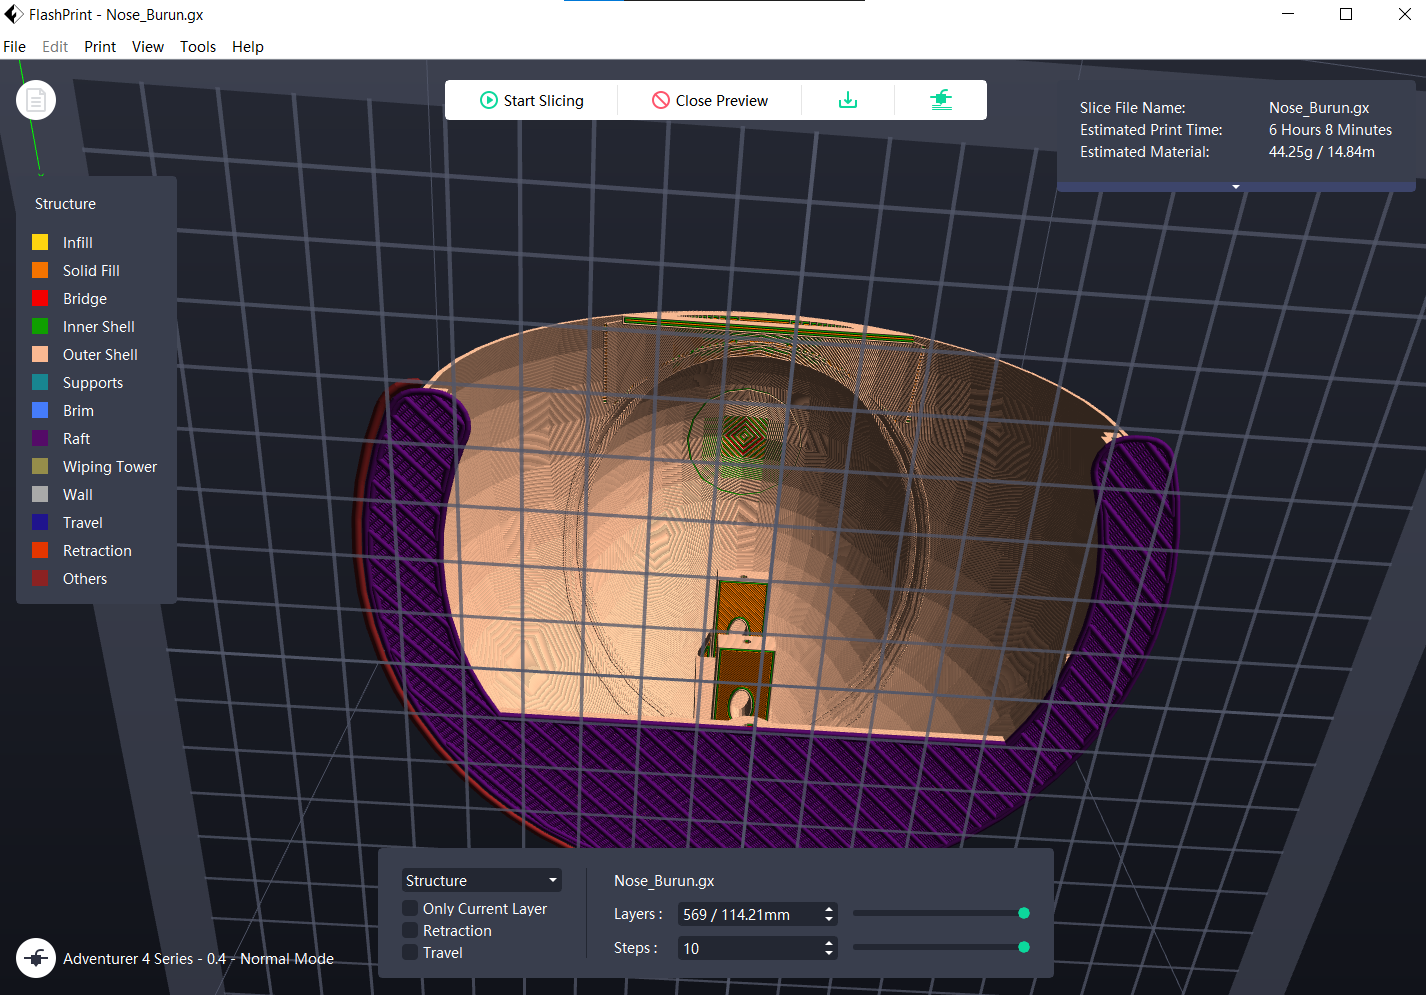 FlashPrint - Nose_Burun.gx
File Edit Print View Tools Help
Start Slicing Close Preview
Slice File Name: Nose_Burun.gx
Estimated Print Time: 6 Hours 8 Minutes
Estimated Material: 44.25g / 14.84m
Structure
Infill
Solid Fill
Bridge
Inner Shell
Outer Shell
Supports
Brim
Raft
Wiping Tower
Wall
Travel
Retraction
Others
Structure
Only Current Layer
Retraction
Travel
Nose_Burun.gx
Layers : 569 / 114.21mm
Steps : 10
Adventurer 4 Series - 0.4 - Normal Mode